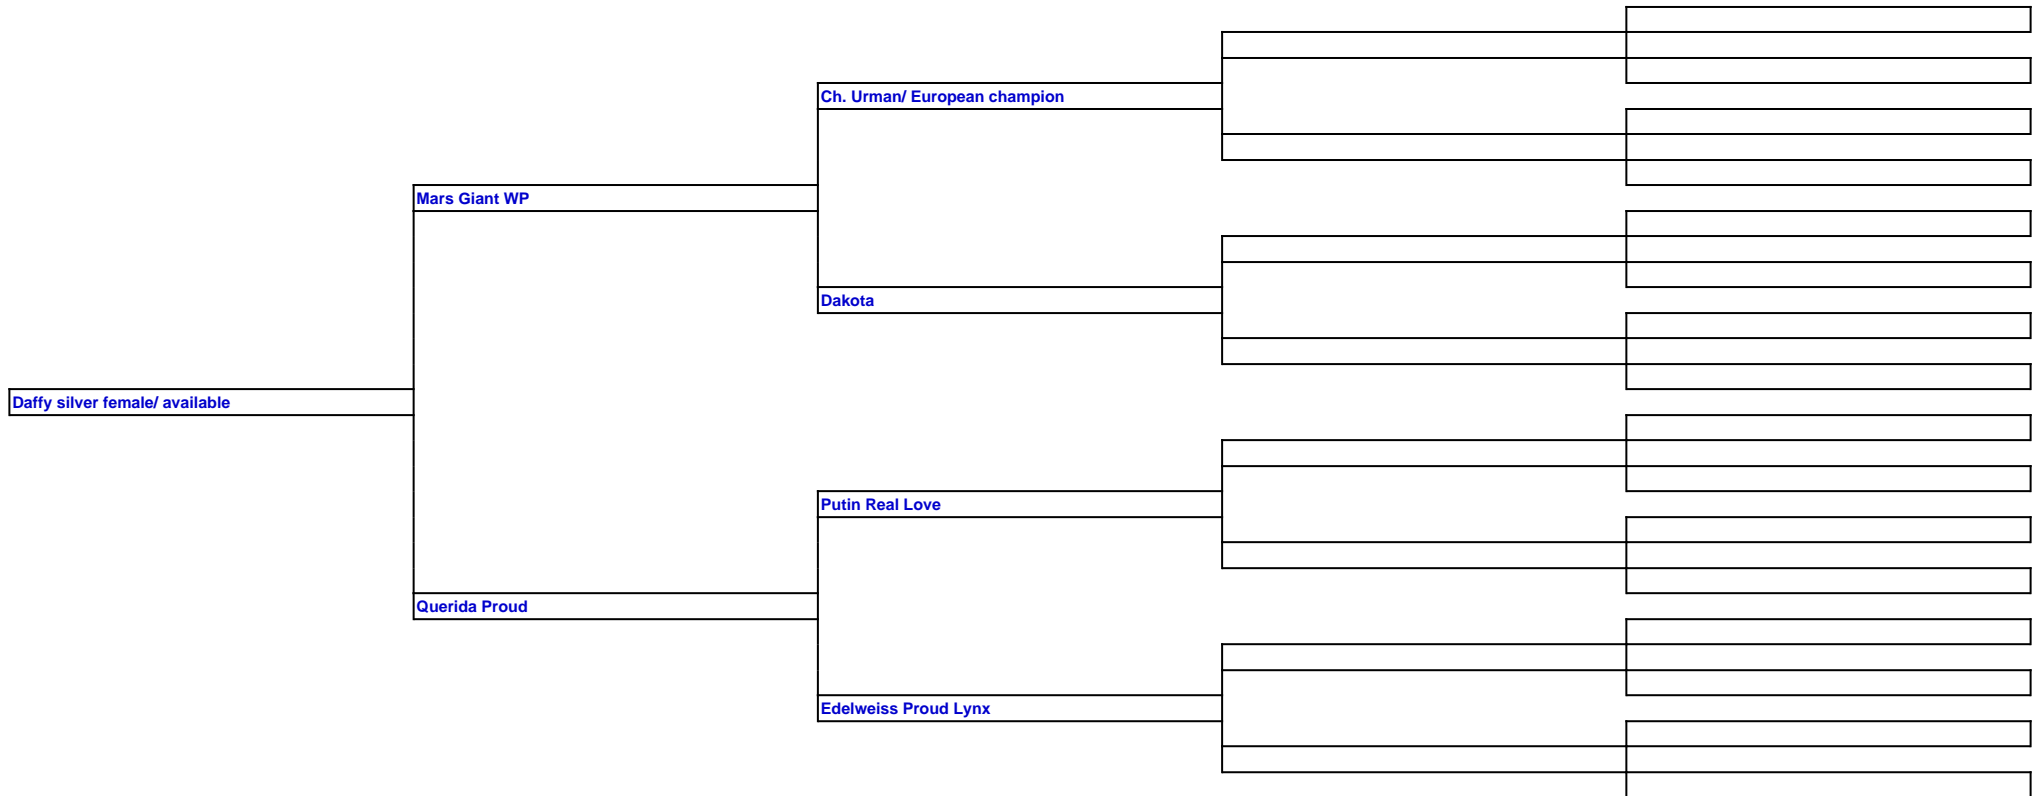 Ch. Urman/ European champion
Mars Giant WP
Dakota
Daffy silver female/ available
Putin Real Love
Querida Proud
Edelweiss Proud Lynx